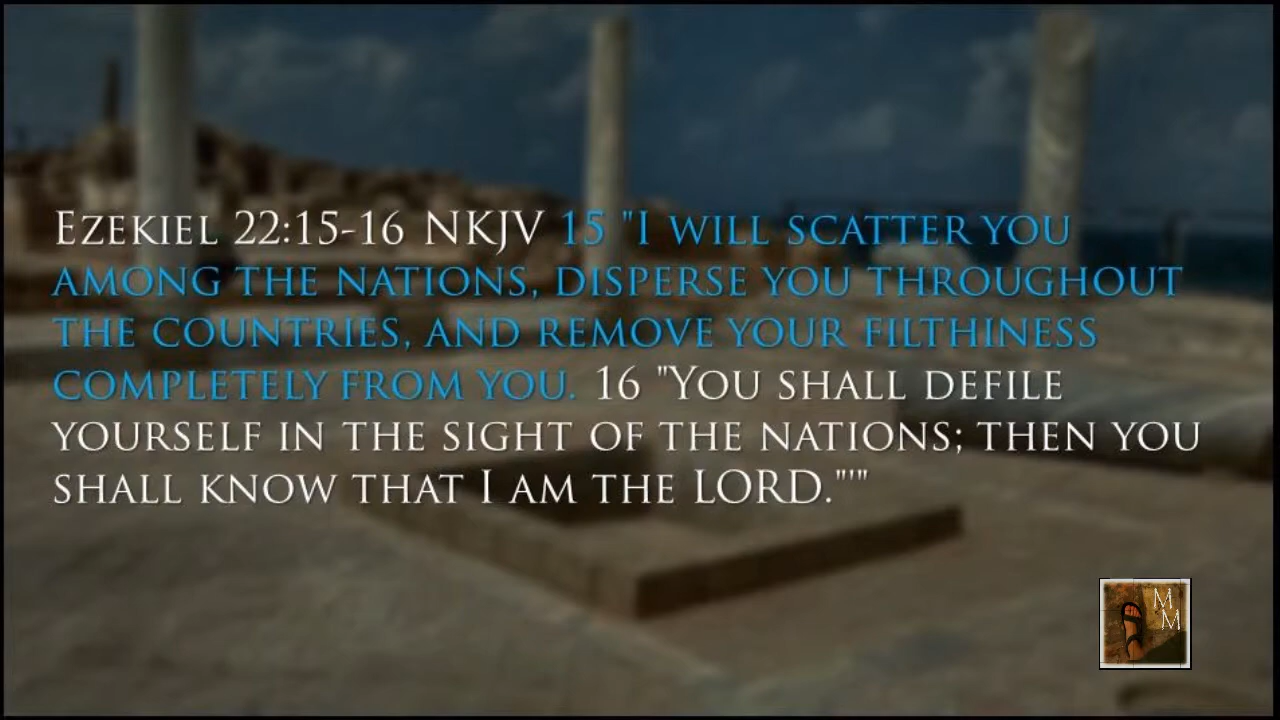 EZEKIEL 22:15-16 NKJV 15 "I WILL SCATTER YOU
AMONG THE NATIONS, DISPERSE YOU THROUGHOUT
THE COUNTRIES, AND REMOVE YOUR FILTHINESS
COMPLETELY FROM YOU. 16 "YOU SHALL DEFILE
YOURSELF IN THE SIGHT OF THE NATIONS; THEN YOU
SHALL KNOW THAT I AM THE LORD."'"
M
M